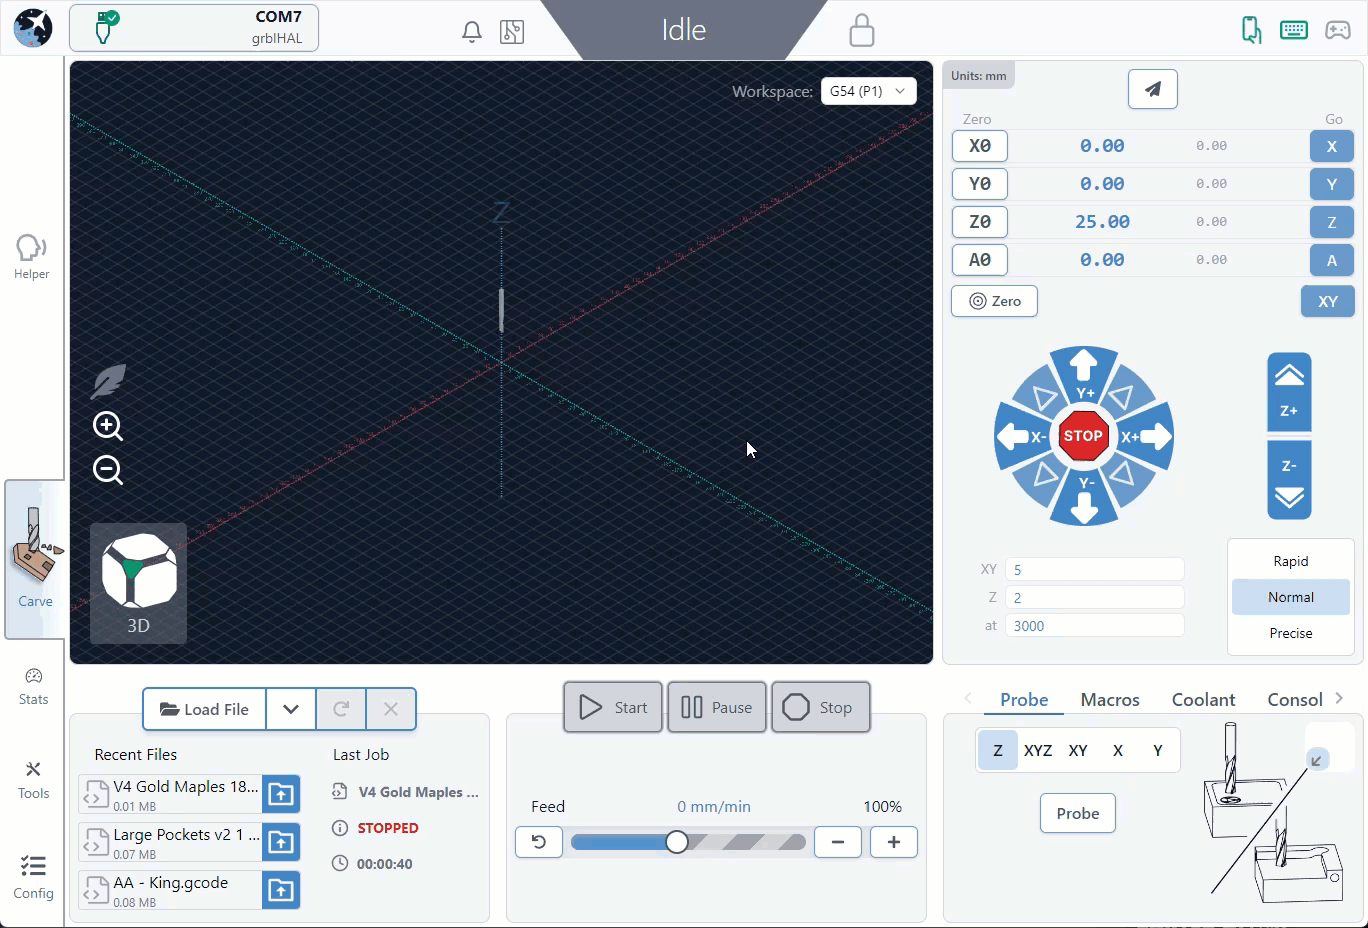 COM7
grblHAL
Idle
Workspace: G54 (P1)
Z
3D
Helper
Carve
Stats
Tools
Config
Units: mm
Zero Go
X0 0.00 0.00 X
Y0 0.00 0.00 Y
Z0 25.00 0.00 Z
A0 0.00 0.00 A
Zero XY
Y+
X- STOP X+
Y-
Z+
Z-
XY 5
Z 2
at 3000
Rapid
Normal
Precise
Load File
Recent Files
V4 Gold Maples 18...
0.01 MB
Large Pockets v2 1 ...
0.07 MB
AA - King.gcode
0.08 MB
Last Job
V4 Gold Maples ...
STOPPED
00:00:40
Start Pause Stop
Feed 0 mm/min 100%
Probe Macros Coolant Consol
Z XYZ XY X Y
Probe